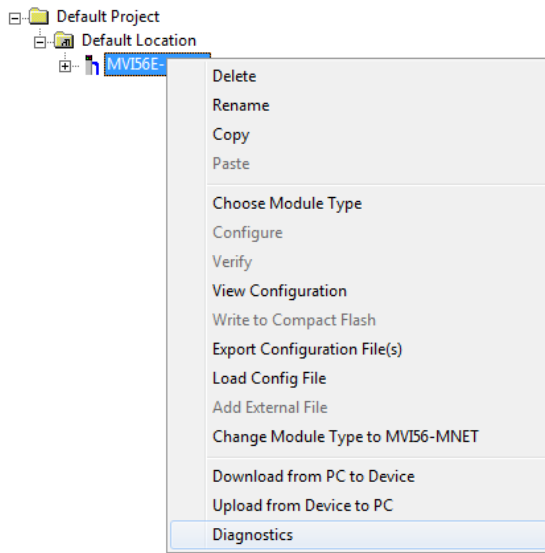 Default Project
Default Location
MVI56E-
Delete
Rename
Copy
Paste
Choose Module Type
Configure
Verify
View Configuration
Write to Compact Flash
Export Configuration File(s)
Load Config File
Add External File
Change Module Type to MVI56-MNET
Download from PC to Device
Upload from Device to PC
Diagnostics